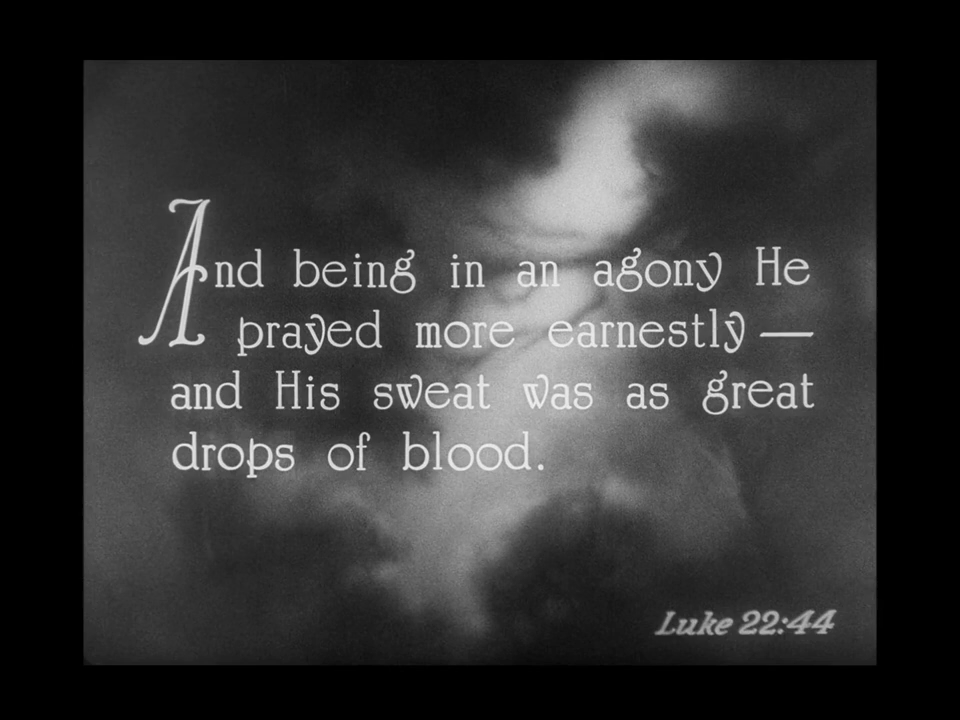 And being in an agony He
prayed more earnestly —
and His sweat was as great
drops of blood.
Luke 22:44